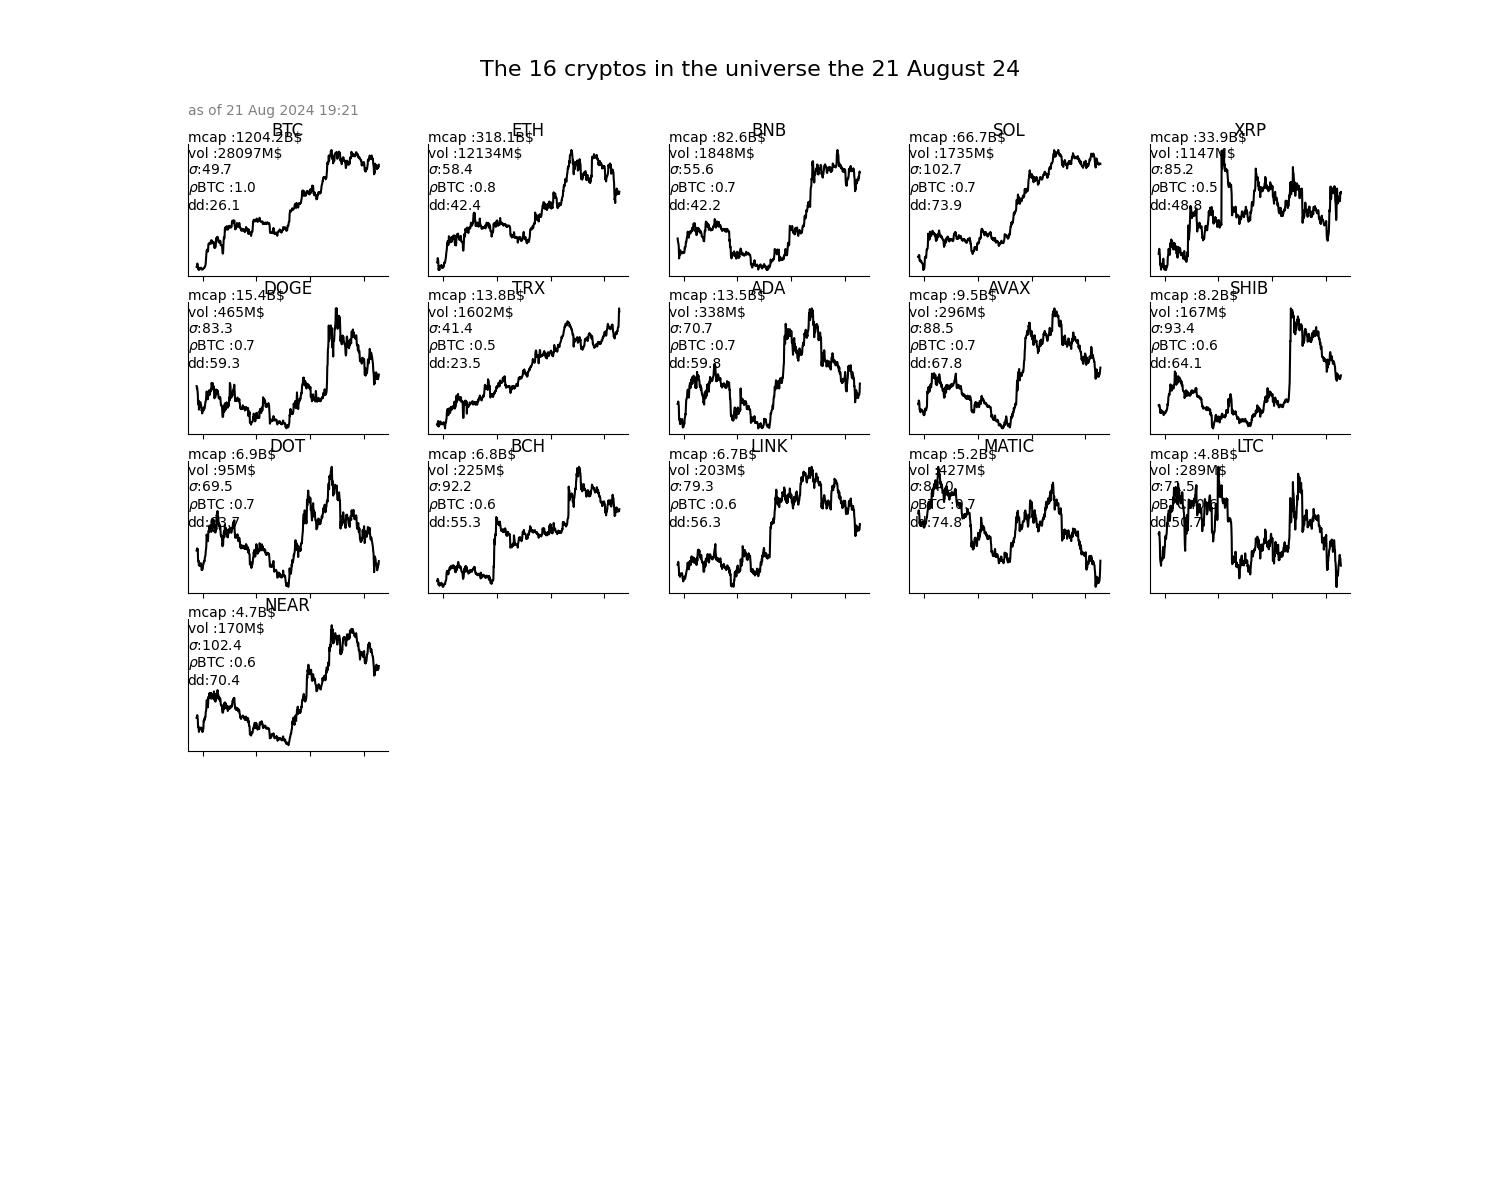 The 16 cryptos in the universe the 21 August 24
as of 21 Aug 2024 19:21
BTC
mcap :1204.2B$
vol :28097M$
σ:49.7
ρBTC :1.0
dd:26.1
ETH
mcap :318.1B$
vol :12134M$
σ:58.4
ρBTC :0.8
dd:42.4
BNB
mcap :82.6B$
vol :1848M$
σ:55.6
ρBTC :0.7
dd:42.2
SOL
mcap :66.7B$
vol :1735M$
σ:102.7
ρBTC :0.7
dd:73.9
XRP
mcap :33.9B$
vol :1147M$
σ:85.2
ρBTC :0.5
dd:48.8
DOGE
mcap :15.4B$
vol :465M$
σ:83.3
ρBTC :0.7
dd:59.3
TRX
mcap :13.8B$
vol :1602M$
σ:41.4
ρBTC :0.5
dd:23.5
ADA
mcap :13.5B$
vol :338M$
σ:70.7
ρBTC :0.7
dd:59.8
AVAX
mcap :9.5B$
vol :296M$
σ:88.5
ρBTC :0.7
dd:67.8
SHIB
mcap :8.2B$
vol :167M$
σ:93.4
ρBTC :0.6
dd:64.1
DOT
mcap :6.9B$
vol :95M$
σ:69.5
ρBTC :0.7
BCH
mcap :6.8B$
vol :225M$
σ:92.2
ρBTC :0.6
dd:55.3
LINK
mcap :6.7B$
vol :203M$
σ:79.3
ρBTC :0.6
dd:56.3
MATIC
mcap :5.2B$
vol :427M$
ρBTC :0.7
dd:74.8
LTC
mcap :4.8B$
vol :289M$
ρBTC
dd:50.7
NEAR
mcap :4.7B$
vol :170M$
σ:102.4
ρBTC :0.6
dd:70.4